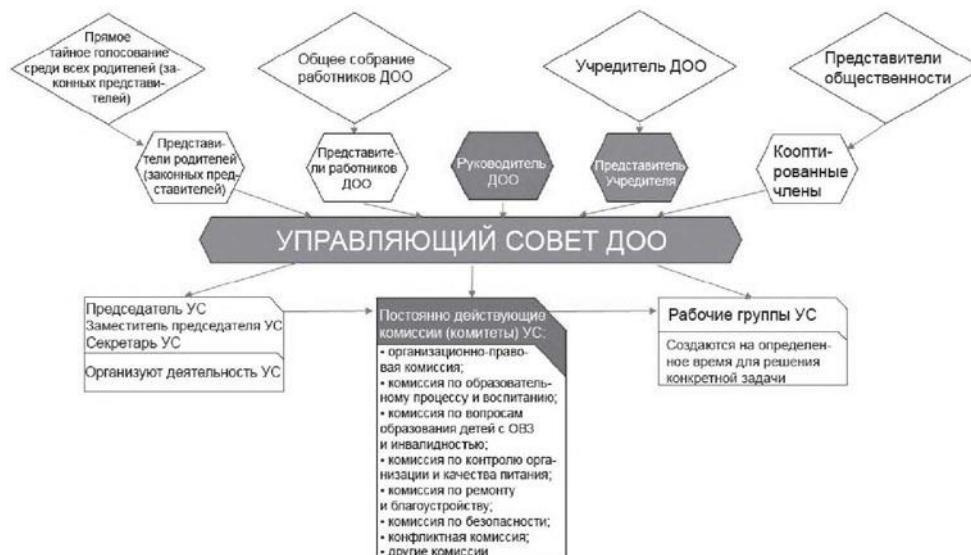 Прямое
тайное голосование
среди всех родителей (за-
конных представи-
телей)
Общее собрание
работников ДОО
Учредитель ДОО
Представители
общественности
Представи-
тели родителей
(законных пред-
ставителей)
Представите-
ли работников
ДОО
Руководитель
ДОО
Представитель
Учредителя
Коопти-
рованные
члены
УПРАВЛЯЮЩИЙ СОВЕТ ДОО
Председатель УС
Заместитель председателя УС
Секретарь УС
Организуют деятельность УС
Постоянно действующие
комиссии (комитеты) УС:
• организационно-право-
вая комиссия;
• комиссия по образователь-
ному процессу и воспитанию;
• комиссия по вопросам
образования детей с ОВЗ
и инвалидностью;
• комиссия по контролю орга-
низации и качества питания;
• комиссия по ремонту
и благоустройству;
• комиссия по безопасности;
• конфликтная комиссия;
• другие комиссии
Рабочие группы УС
Создаются на определен-
ное время для решения
конкретной задачи